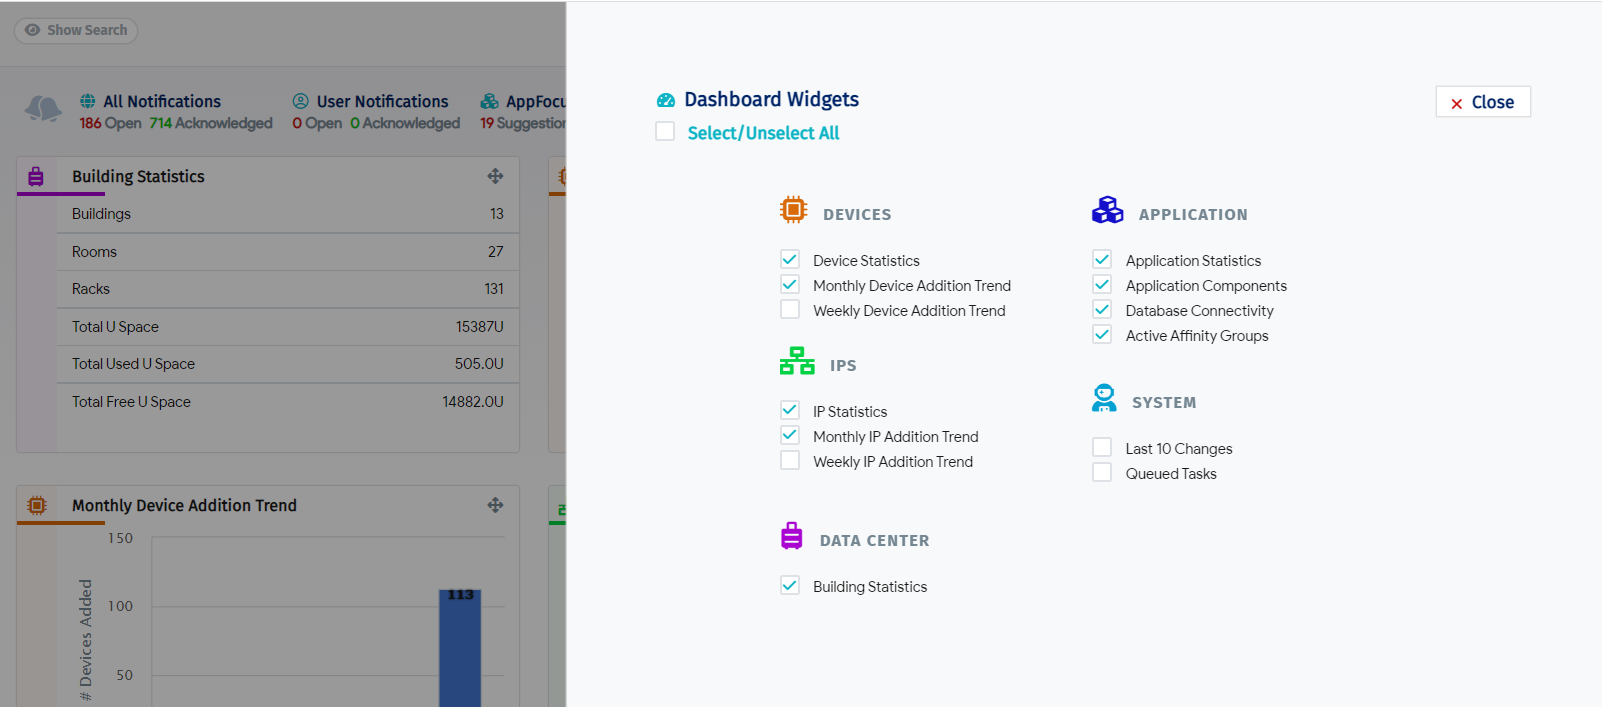 Show Search
All Notifications
186 Open 714 Acknowledged
User Notifications
0 Open 0 Acknowledged
AppFocu
19 Suggestion
Building Statistics
Buildings 13
Rooms 27
Racks 131
Total U Space 15387U
Total Used U Space 505.0U
Total Free U Space 14882.0U
Monthly Device Addition Trend
150
100
50
# Devices Added
113
Dashboard Widgets
Select/Unselect All
× Close
DEVICES
Device Statistics
Monthly Device Addition Trend
Weekly Device Addition Trend
IPS
IP Statistics
Monthly IP Addition Trend
Weekly IP Addition Trend
DATA CENTER
Building Statistics
APPLICATION
Application Statistics
Application Components
Database Connectivity
Active Affinity Groups
SYSTEM
Last 10 Changes
Queued Tasks